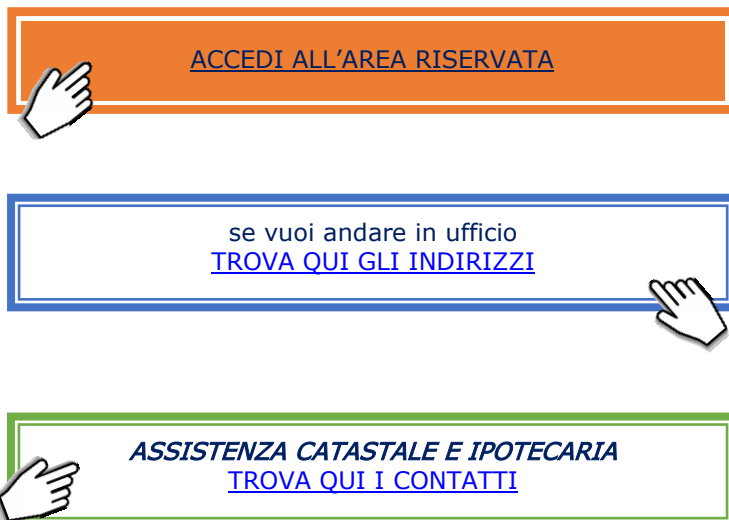 ACCEDI ALL’AREA RISERVATA
se vuoi andare in ufficio
TROVA QUI GLI INDIRIZZI
ASSISTENZA CATASTALE E IPOTECARIA
TROVA QUI I CONTATTI